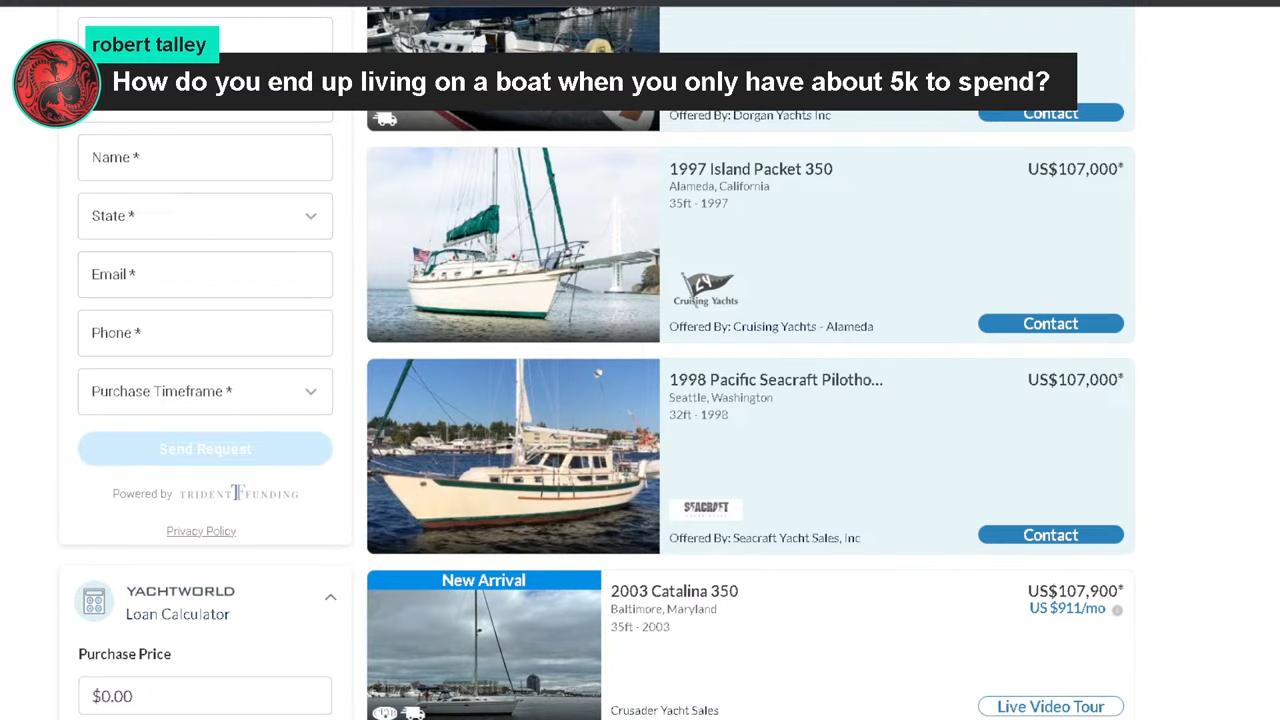 robert talley
How do you end up living on a boat when you only have about 5k to spend?
Offered By: Dorgan Yachts Inc
Contact
Name *
State *
Email *
Phone *
Purchase Timeframe *
Send Request
Powered by TRIDENT FUNDING
Privacy Policy
YACHTWORLD
Loan Calculator
Purchase Price
$0.00
1997 Island Packet 350
US$107,000*
Alameda, California
35ft - 1997
Cruising Yachts
Offered By: Cruising Yachts - Alameda
Contact
1998 Pacific Seacraft Pilotho...
US$107,000*
Seattle, Washington
32ft - 1998
SEACRAFT
Offered By: Seacraft Yacht Sales, Inc
Contact
New Arrival
2003 Catalina 350
US$107,900*
Baltimore, Maryland
US $911/mo
35ft - 2003
Crusader Yacht Sales
Live Video Tour